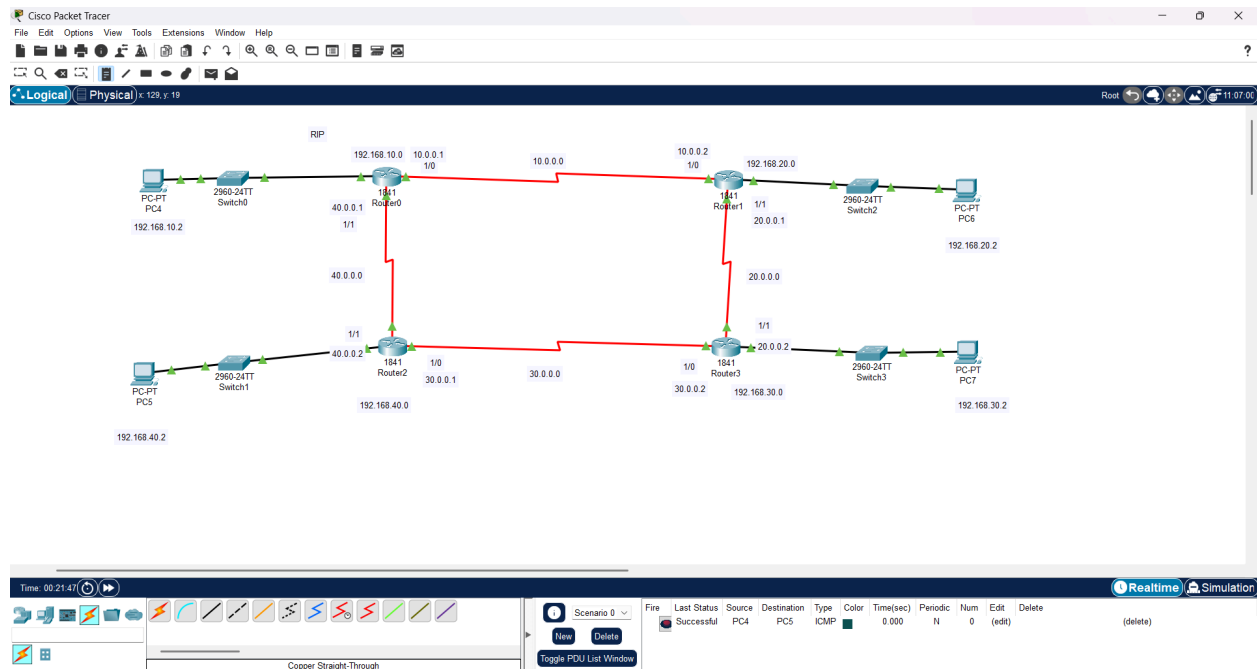 Cisco Packet Tracer
File Edit Options View Tools Extensions Window Help
?
Logical Physical x: 129, y: 19 Root 11:07:00
RIP
192.168.10.0 10.0.0.1
1/0
10.0.0.0
10.0.0.2
1/0
192.168.20.0
PC-PT
PC4
192.168.10.2
2960-24TT
Switch0
1841
Router0
40.0.0.1
1/1
1841
Router1
1/1
20.0.0.1
2960-24TT
Switch2
PC-PT
PC6
192.168.20.2
40.0.0.0
20.0.0.0
1/1
40.0.0.2
1841
Router2
1/0
30.0.0.1
30.0.0.0
1/1
20.0.0.2
1841
Router3
1/0
30.0.0.2
192.168.30.0
2960-24TT
Switch3
PC-PT
PC7
192.168.30.2
2960-24TT
Switch1
PC-PT
PC5
192.168.40.0
192.168.40.2
Time: 00:21:47 Realtime Simulation
Scenario 0
New Delete
Toggle PDU List Window
Fire Last Status Source Destination Type Color Time(sec) Periodic Num Edit Delete
Successful PC4 PC5 ICMP 0.000 N 0 (edit) (delete)
Copper Straight-Through